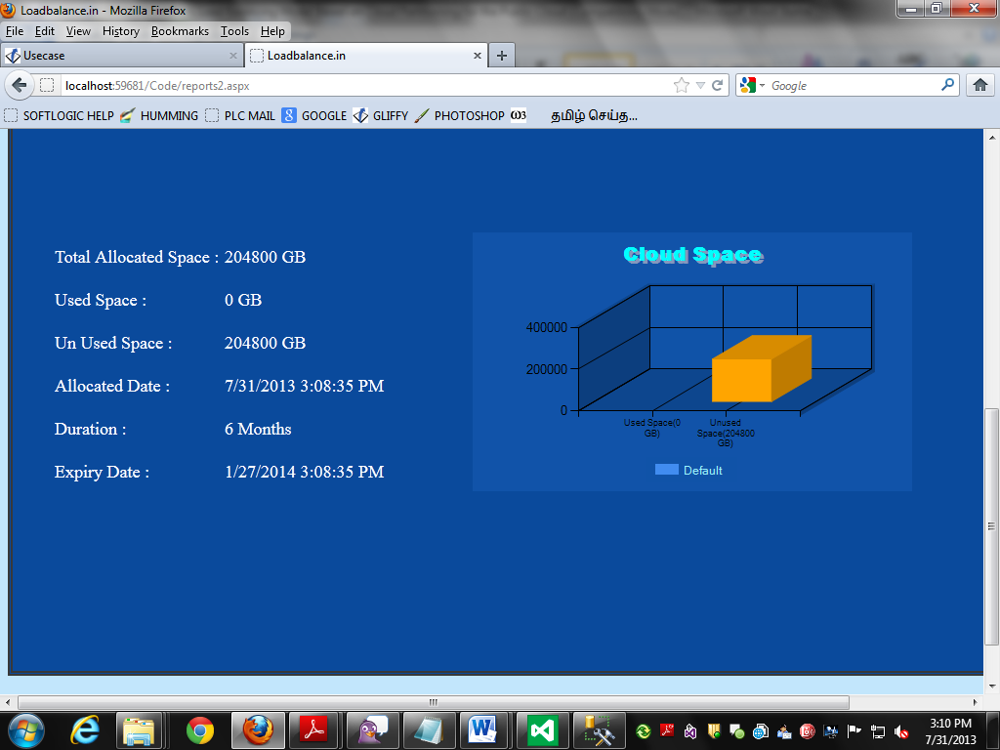 Loadbalance.in - Mozilla Firefox
File Edit View History Bookmarks Tools Help
Usecase
Loadbalance.in
localhost:59681/Code/reports2.aspx
Google
SOFTLOGIC HELP HUMMING PLC MAIL GOOGLE GLIFFY PHOTOSHOP தமிழ் செய்த...
Total Allocated Space : 204800 GB
Used Space : 0 GB
Un Used Space : 204800 GB
Allocated Date : 7/31/2013 3:08:35 PM
Duration : 6 Months
Expiry Date : 1/27/2014 3:08:35 PM
Cloud Space
400000
200000
0
Used Space(0
GB)
Unused
Space(204800
GB)
Default
3:10 PM
7/31/2013